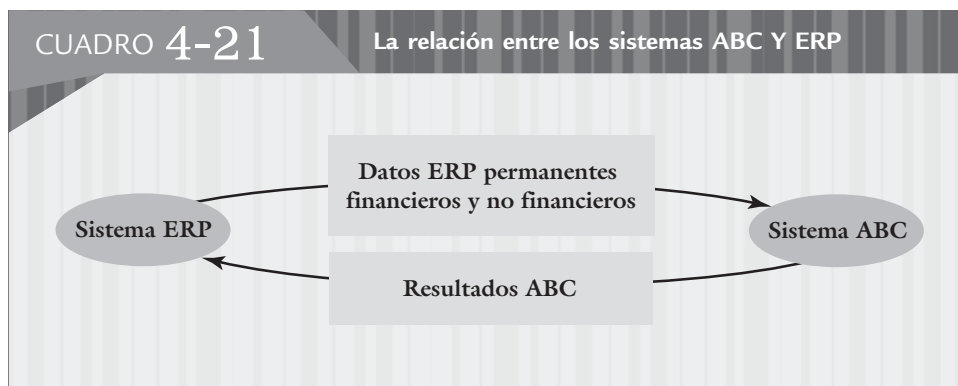 CUADRO 4-21
La relación entre los sistemas ABC Y ERP
Datos ERP permanentes
financieros y no financieros
Sistema ERP
Sistema ABC
Resultados ABC